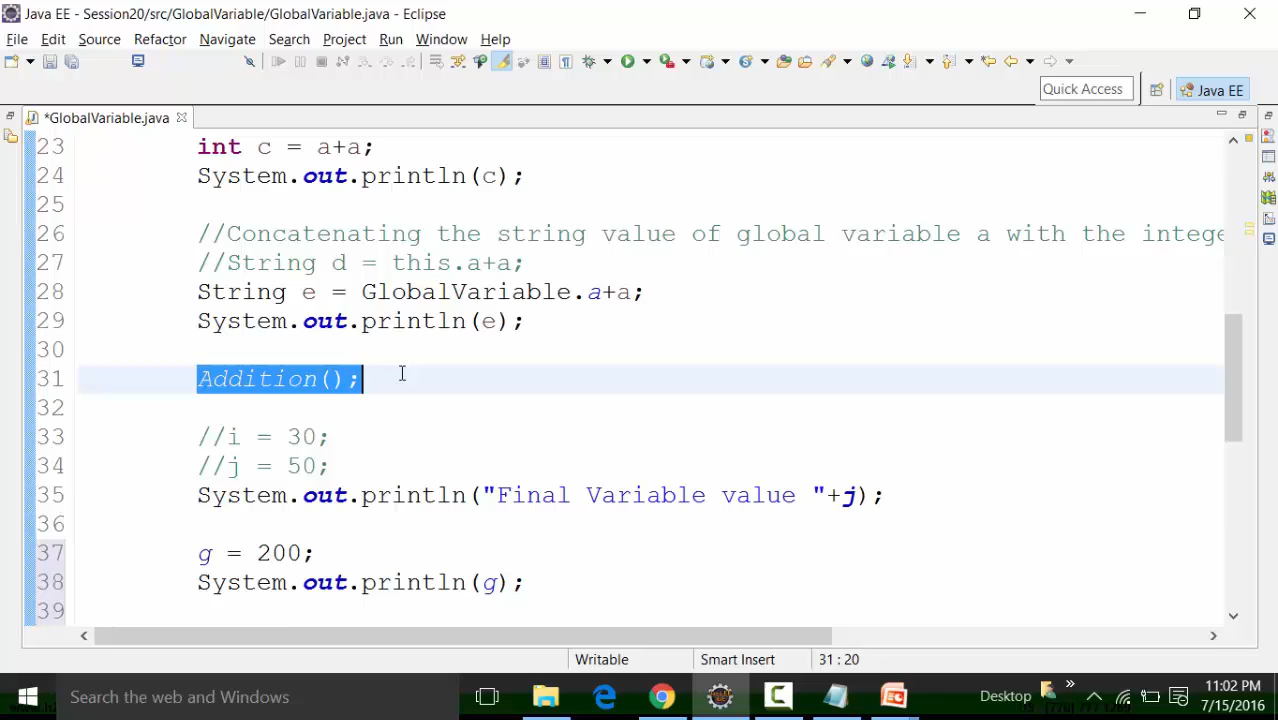 Java EE - Session20/src/GlobalVariable/GlobalVariable.java - Eclipse
File Edit Source Refactor Navigate Search Project Run Window Help
Quick Access
Java EE
*GlobalVariable.java
23 int c = a+a;
24 System.out.println(c);
25
26 //Concatenating the string value of global variable a with the intege
27 //String d = this.a+a;
28 String e = GlobalVariable.a+a;
29 System.out.println(e);
30
31 Addition();
32
33 //i = 30;
34 //j = 50;
35 System.out.println("Final Variable value "+j);
36
37 g = 200;
38 System.out.println(g);
39
Writable Smart Insert 31 : 20
Search the web and Windows
Desktop
11:02 PM
7/15/2016